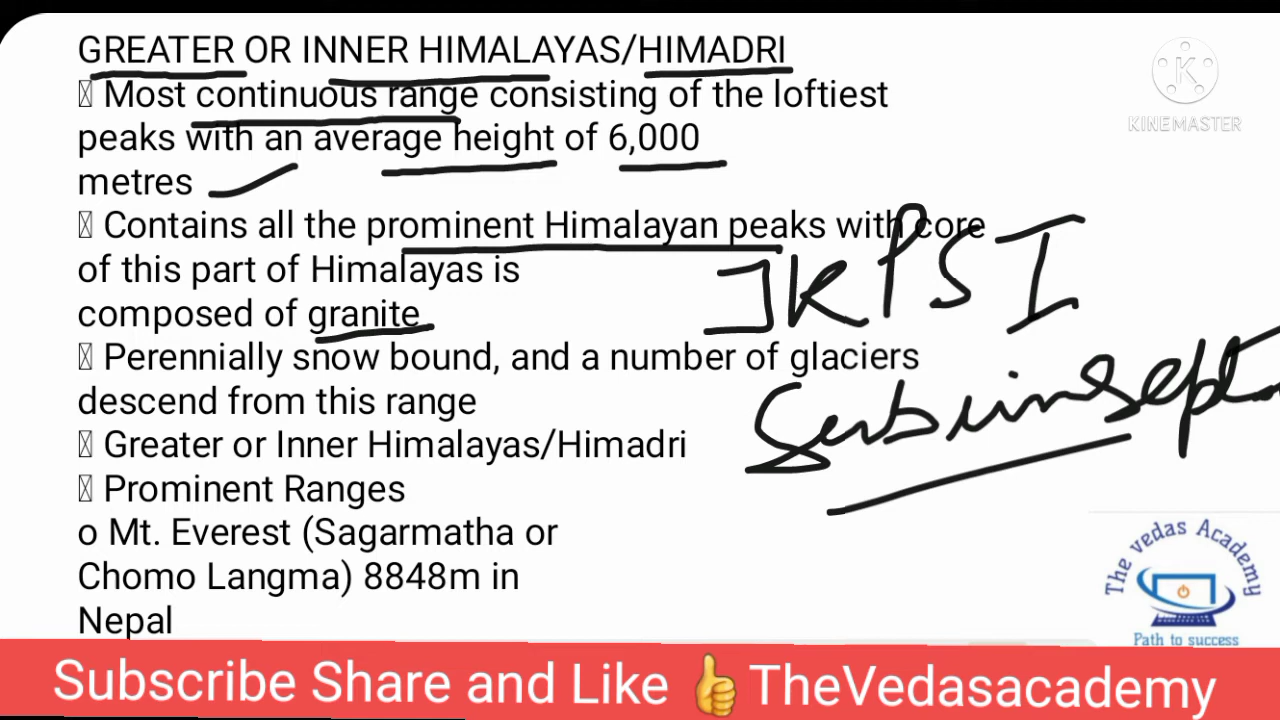 GREATER OR INNER HIMALAYAS/HIMADRI
Most continuous range consisting of the loftiest
peaks with an average height of 6,000
metres
Contains all the prominent Himalayan peaks with core
of this part of Himalayas is
composed of granite
Perennially snow bound, and a number of glaciers
descend from this range
Greater or Inner Himalayas/Himadri
Prominent Ranges
o Mt. Everest (Sagarmatha or
Chomo Langma) 8848m in
Nepal
JKPSI
KINEMASTER
The vedas Academy
Path to success
Subscribe Share and Like 👍 TheVedasacademy